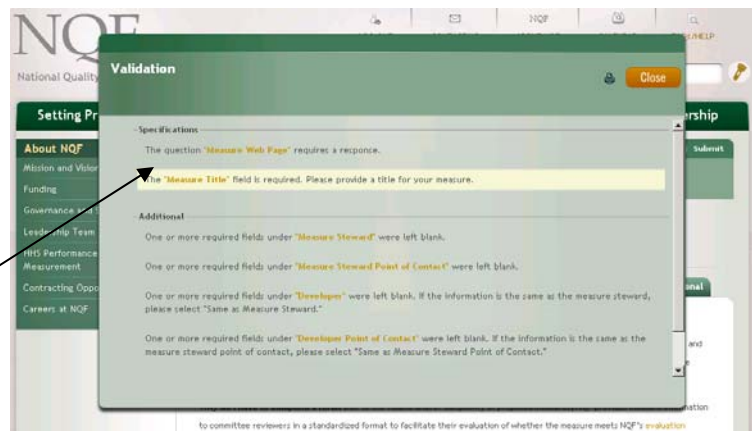 NQF
NQF
HELP
National Quality
Validation
Close
Setting Pr
ership
About NQF
Submit
Mission and Vision
Funding
Governance and
Leadership Team
HHS Performance
Measurement
Contracting Oppo
Careers at NQF
Specifications
The question "Measure Web Page" requires a responce.
The "Measure Title" field is required. Please provide a title for your measure.
Additional
One or more required fields under "Measure Steward" were left blank.
One or more required fields under "Measure Steward Point of Contact" were left blank.
One or more required fields under "Developer" were left blank. If the information is the same as the measure steward,
please select "Same as Measure Steward."
One or more required fields under "Developer Point of Contact" were left blank. If the information is the same as the
measure steward point of contact, please select "Same as Measure Steward Point of Contact."
onal
and
mation
to committee reviewers in a standardized format to facilitate their evaluation of whether the measure meets NQF's evaluation